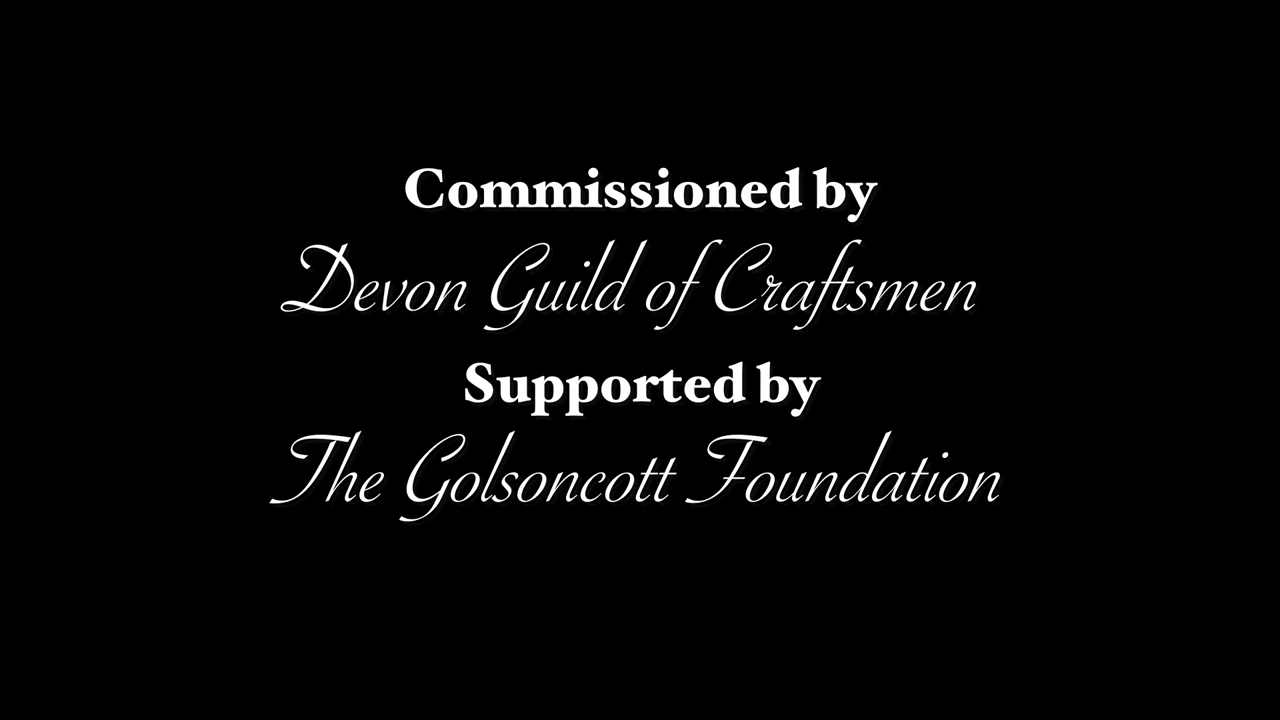 Commissioned by
Devon Guild of Craftsmen
Supported by
The Golsoncott Foundation